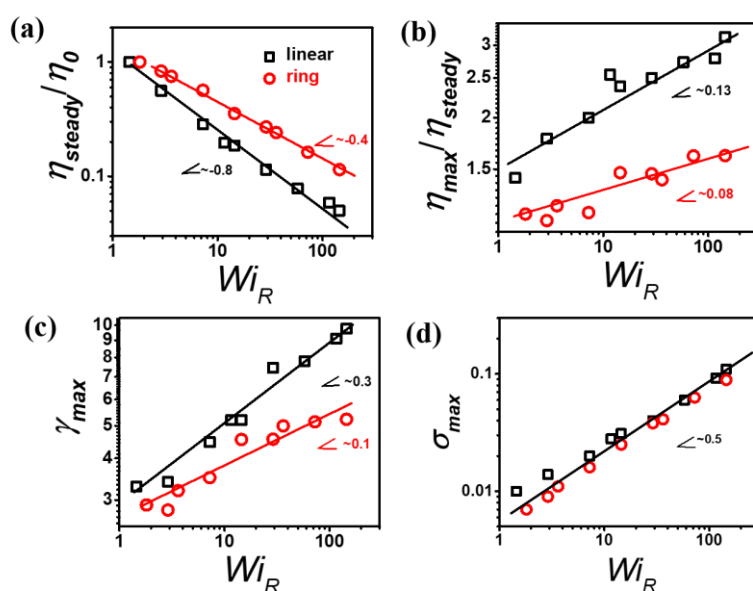 (a)
linear
ring
1
0.1
∠~-0.4
∠~-0.8
1
10
100
Wi_R
η_steady/η_0
(b)
3
2.5
2
1.5
∠~0.13
∠~0.08
1
10
100
Wi_R
η_max/η_steady
(c)
10
9
8
7
6
5
4
3
∠~0.3
∠~0.1
1
10
100
Wi_R
γ_max
(d)
0.1
0.01
∠~0.5
1
10
100
Wi_R
σ_max